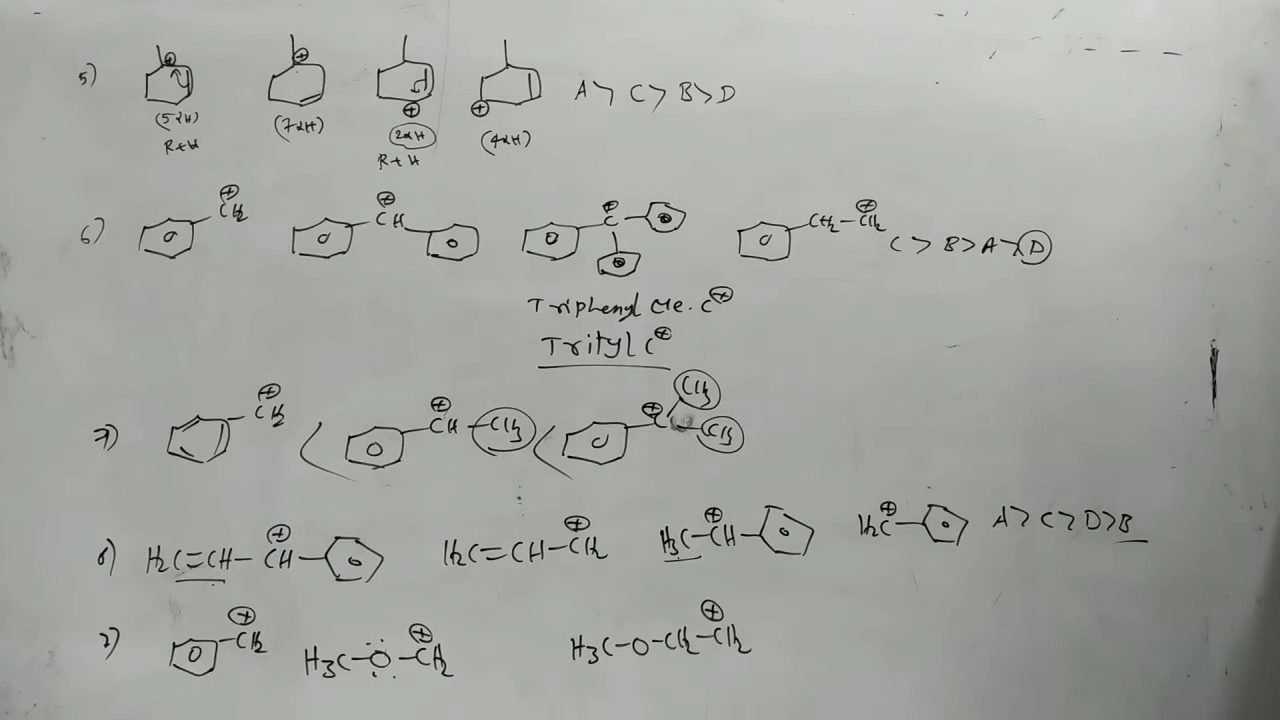 5) ⊕ ⊕ ⊕ ⊕ A > C > B > D
(5αH) (7αH) (2αH) (4αH)
R+H R+H
6) ⊕CH₂ ⊕CH ⊕C CH₂–⊕CH₂ C > B > A > D
Triphenyl Me. C⊕
Trityl C⊕
7) ⊕CH₂ < ⊕CH–CH₃ < ⊕C CH₃ CH₃
8) H₂C=CH–⊕CH– H₂C=CH–⊕CH₂ H₃C–⊕CH– H₂C⊕– A > C > D > B
2) –⊕CH₂ H₃C–Ö–⊕CH₂ H₃C–O–CH₂–⊕CH₂